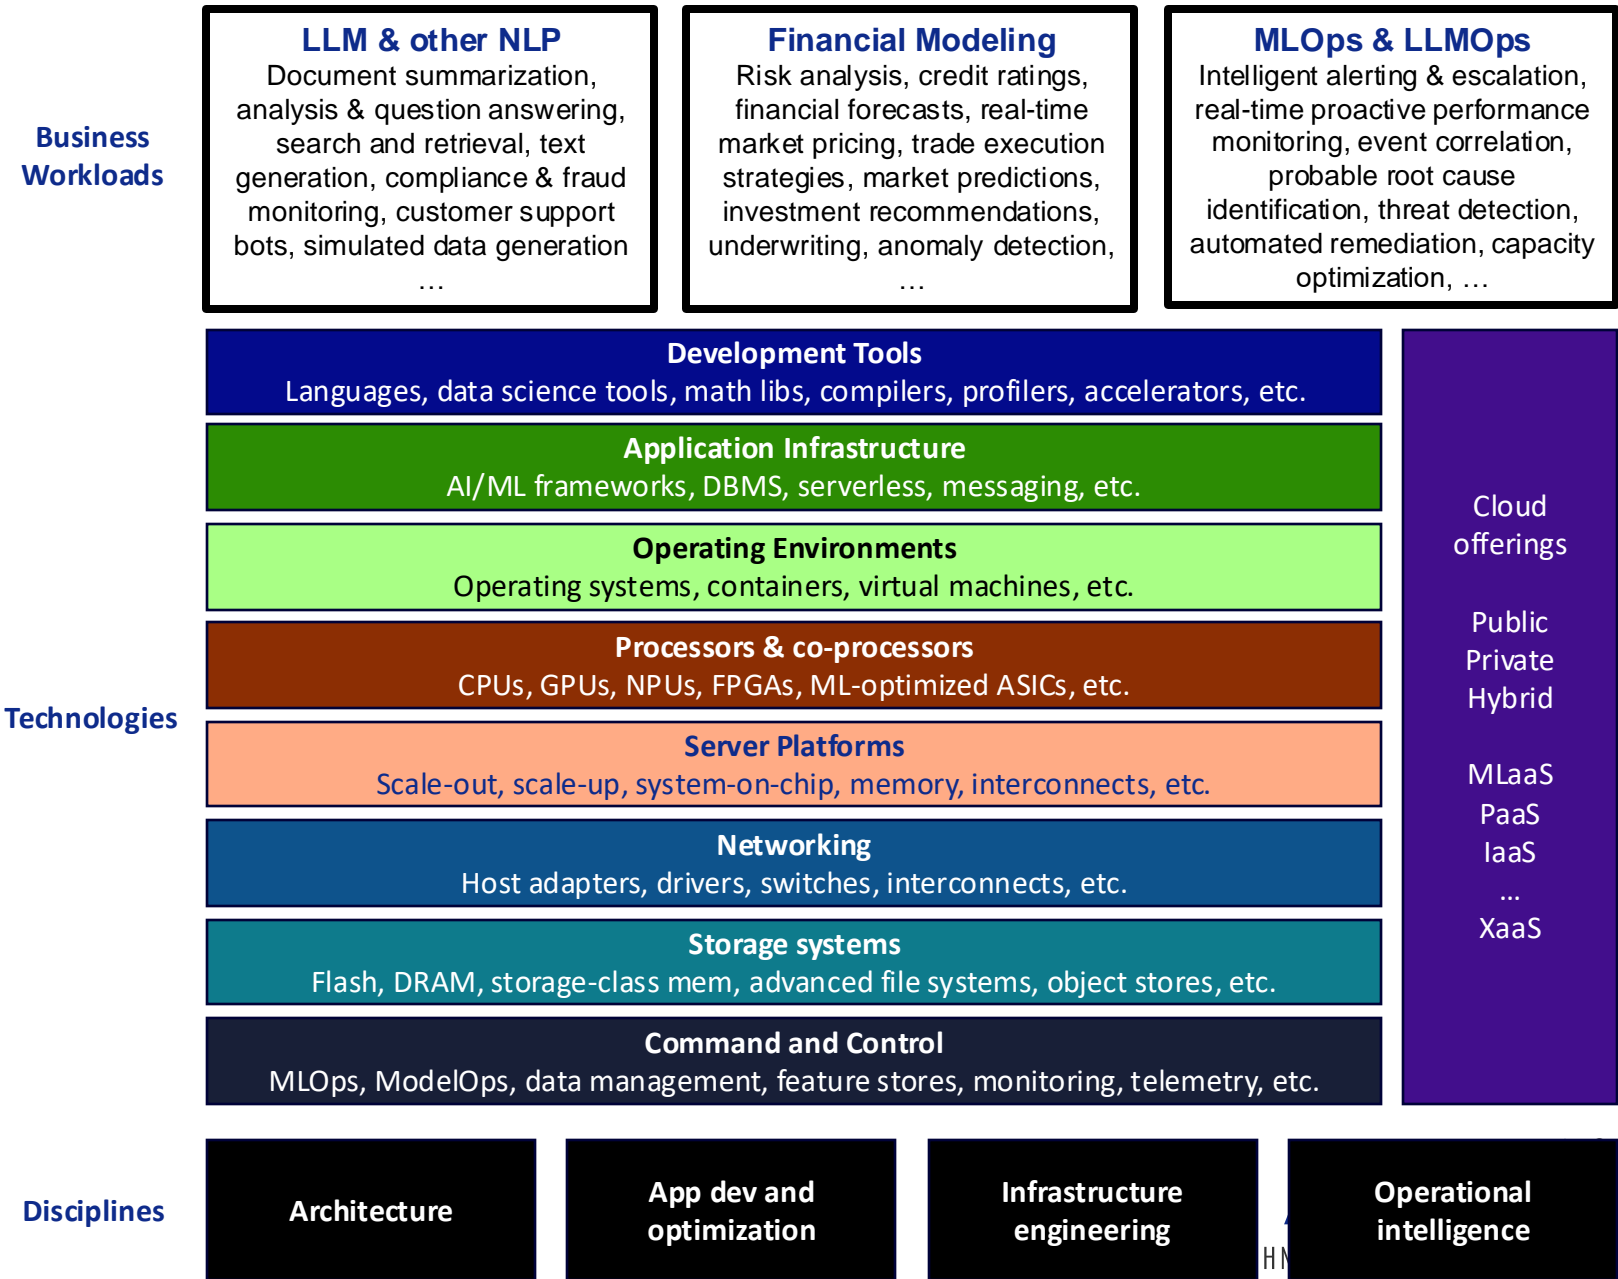 LLM & other NLP
Document summarization,
analysis & question answering,
search and retrieval, text
generation, compliance & fraud
monitoring, customer support
bots, simulated data generation
…
Financial Modeling
Risk analysis, credit ratings,
financial forecasts, real-time
market pricing, trade execution
strategies, market predictions,
investment recommendations,
underwriting, anomaly detection,
…
MLOps & LLMOps
Intelligent alerting & escalation,
real-time proactive performance
monitoring, event correlation,
probable root cause
identification, threat detection,
automated remediation, capacity
optimization, …
Business
Workloads
Development Tools
Languages, data science tools, math libs, compilers, profilers, accelerators, etc.
Application Infrastructure
AI/ML frameworks, DBMS, serverless, messaging, etc.
Operating Environments
Operating systems, containers, virtual machines, etc.
Processors & co-processors
CPUs, GPUs, NPUs, FPGAs, ML-optimized ASICs, etc.
Technologies
Server Platforms
Scale-out, scale-up, system-on-chip, memory, interconnects, etc.
Networking
Host adapters, drivers, switches, interconnects, etc.
Storage systems
Flash, DRAM, storage-class mem, advanced file systems, object stores, etc.
Command and Control
MLOps, ModelOps, data management, feature stores, monitoring, telemetry, etc.
Cloud
offerings
Public
Private
Hybrid
MLaaS
PaaS
IaaS
…
XaaS
Disciplines
Architecture
App dev and
optimization
Infrastructure
engineering
Operational
intelligence